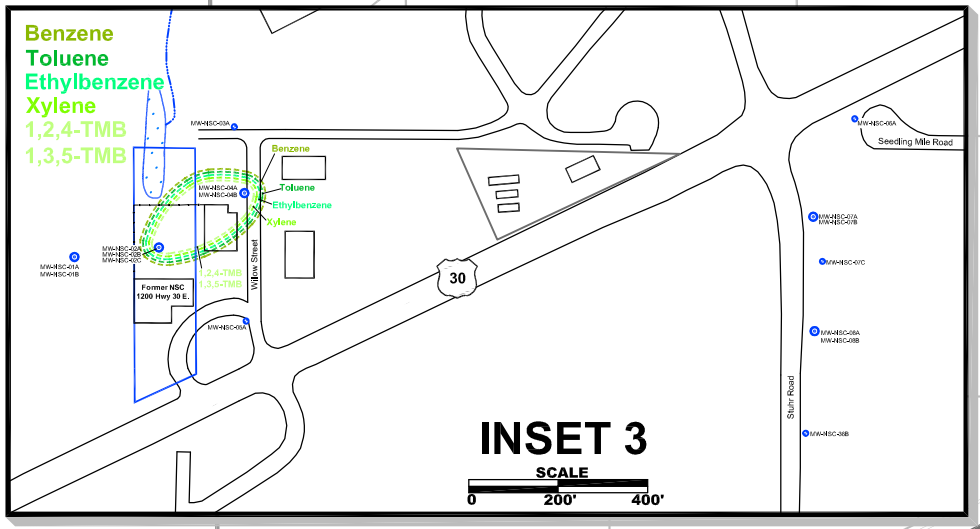 Benzene
Toluene
Ethylbenzene
Xylene
1,2,4-TMB
1,3,5-TMB
MW-NSC-03A
Benzene
MW-NSC-04A
MW-NSC-04B
Toluene
Ethylbenzene
Xylene
MW-NSC-02A
MW-NSC-02B
MW-NSC-02C
MW-NSC-01A
MW-NSC-01B
1,2,4-TMB
1,3,5-TMB
Willow Street
Former NSC
1200 Hwy 30 E.
MW-NSC-05A
30
MW-NSC-06A
Seedling Mile Road
MW-NSC-07A
MW-NSC-07B
MW-NSC-07C
MW-NSC-08A
MW-NSC-08B
Stuhr Road
MW-NSC-36B
INSET 3
SCALE
0 200' 400'